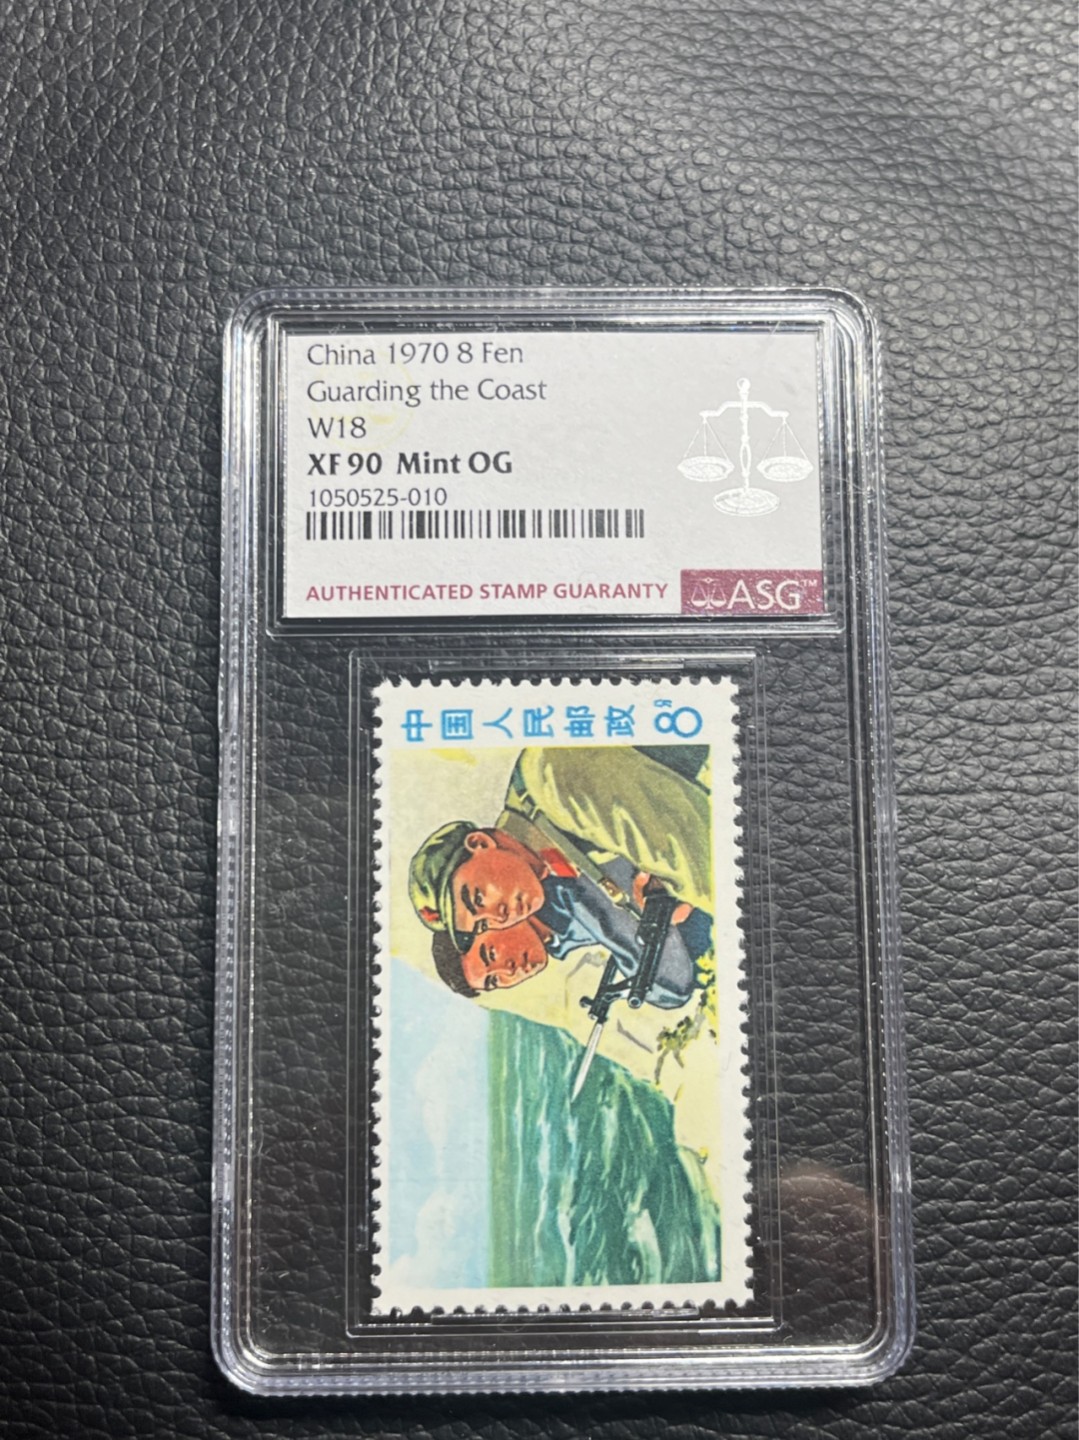 China 1970 8 Fen
Guarding the Coast
W18
XF 90 Mint OG
1050525-010
AUTHENTICATED STAMP GUARANTY
ASG™
中国人民邮政 8分